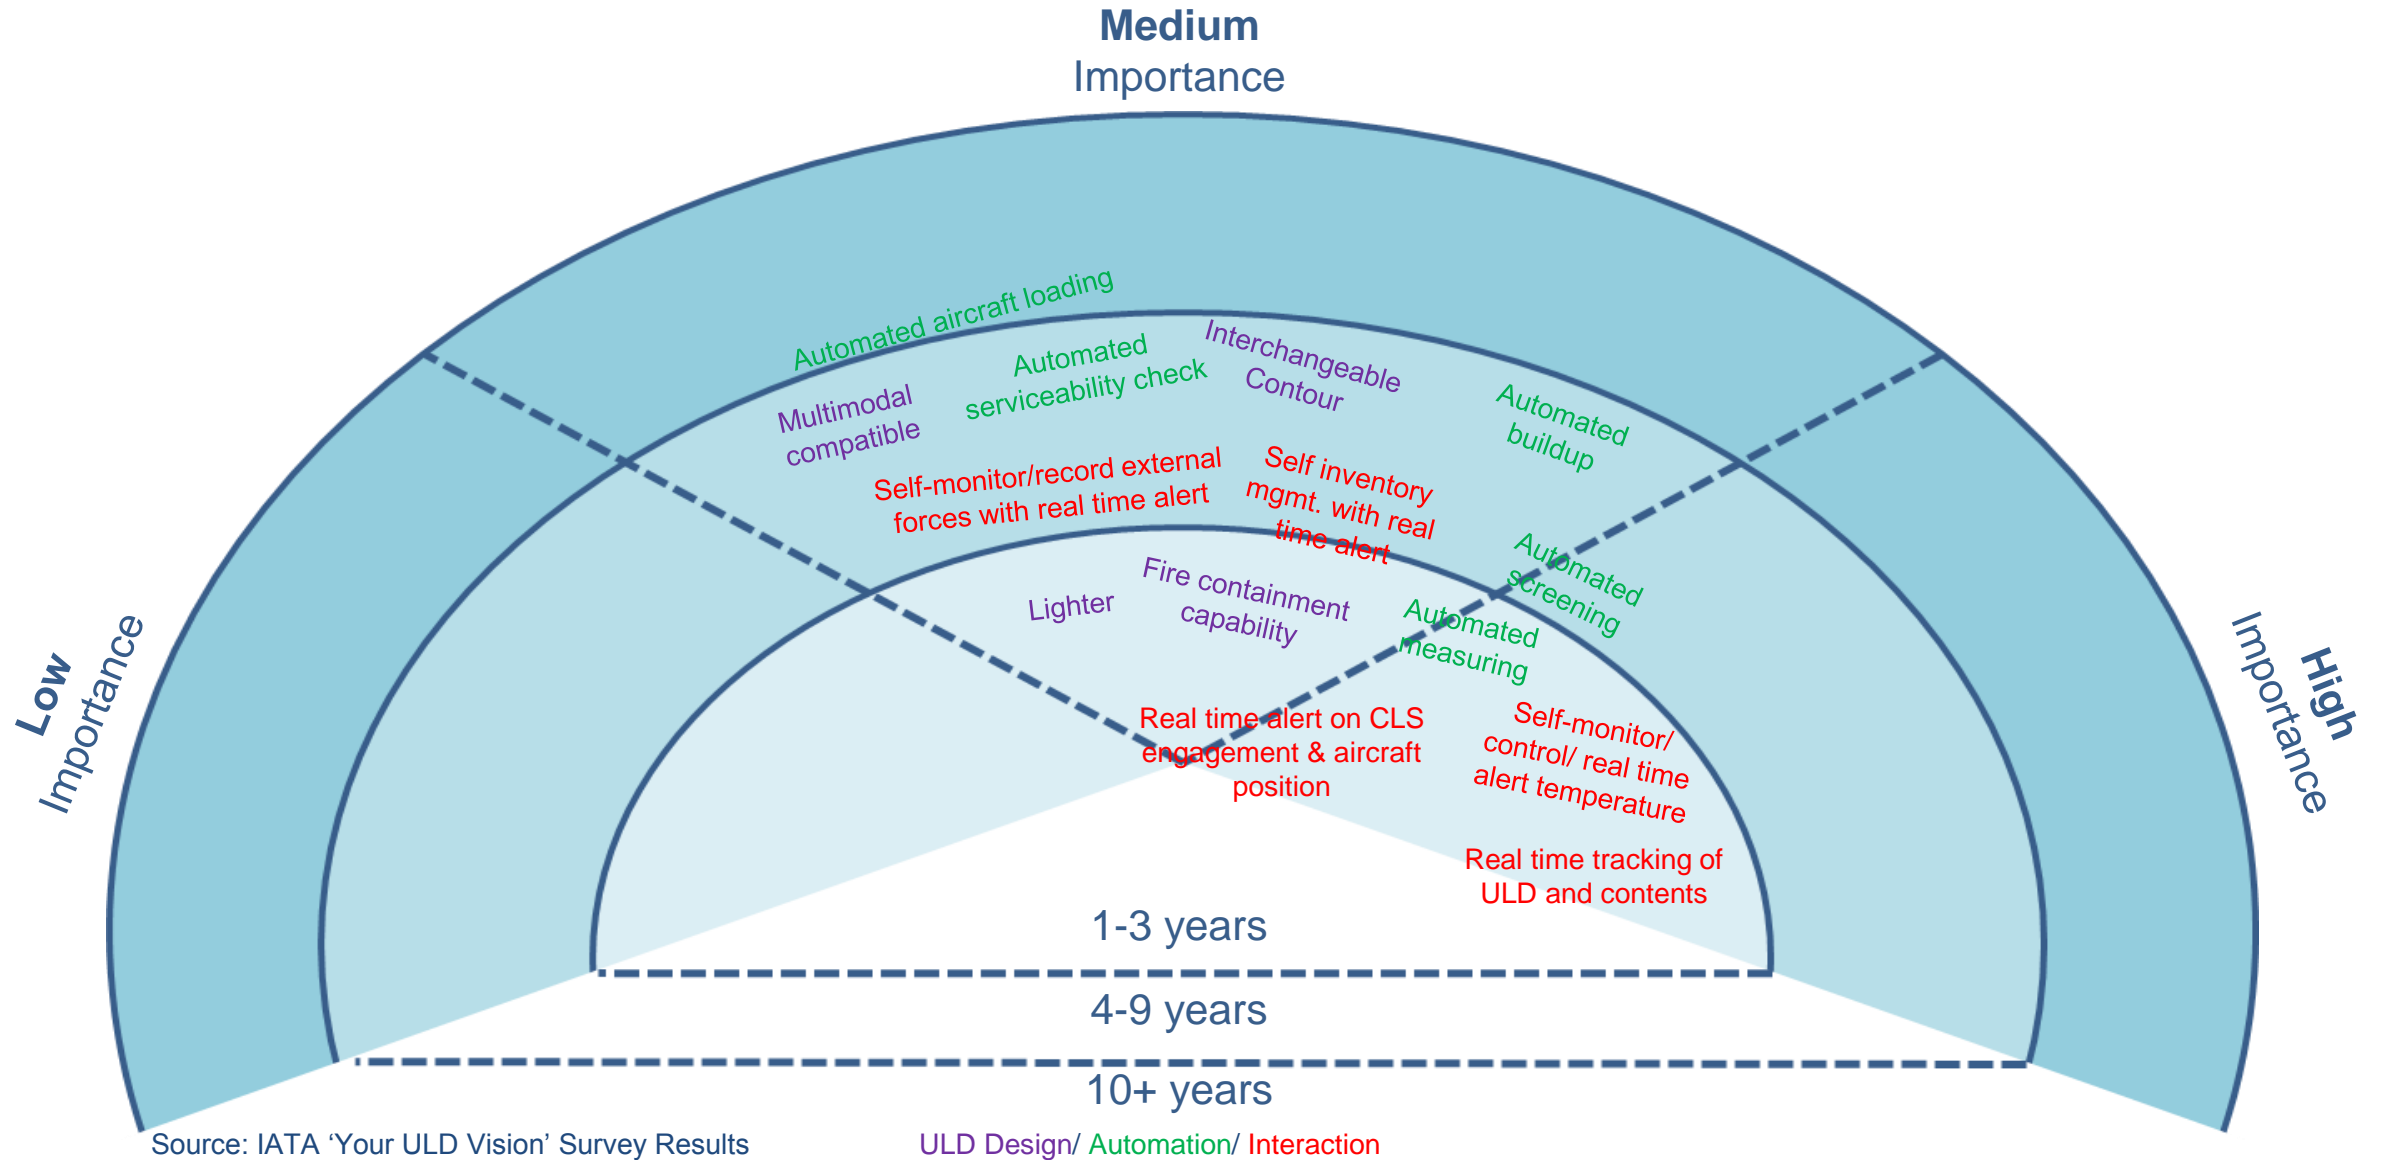 Medium
Importance
Automated aircraft loading
Automated
serviceability check
Interchangeable
Contour
Multimodal
compatible
Automated
buildup
Self-monitor/record external
forces with real time alert
Self inventory
mgmt. with real
time alert
Automated
screening
Lighter
Fire containment
capability
Automated
measuring
Low
Importance
High
Importance
Real time alert on CLS
engagement & aircraft
position
Self-monitor/
control/ real time
alert temperature
Real time tracking of
ULD and contents
1-3 years
4-9 years
10+ years
Source: IATA ‘Your ULD Vision’ Survey Results
ULD Design/ Automation/ Interaction